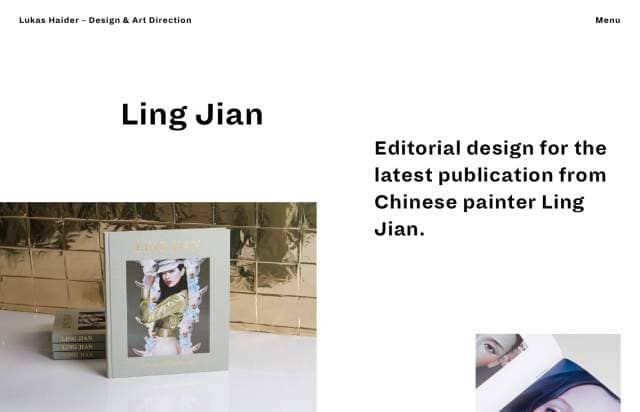 Lukas Haider – Design & Art Direction
Menu
Ling Jian
Editorial design for the
latest publication from
Chinese painter Ling
Jian.
LING JIAN
LING JIAN
LING JIAN
LING JIAN